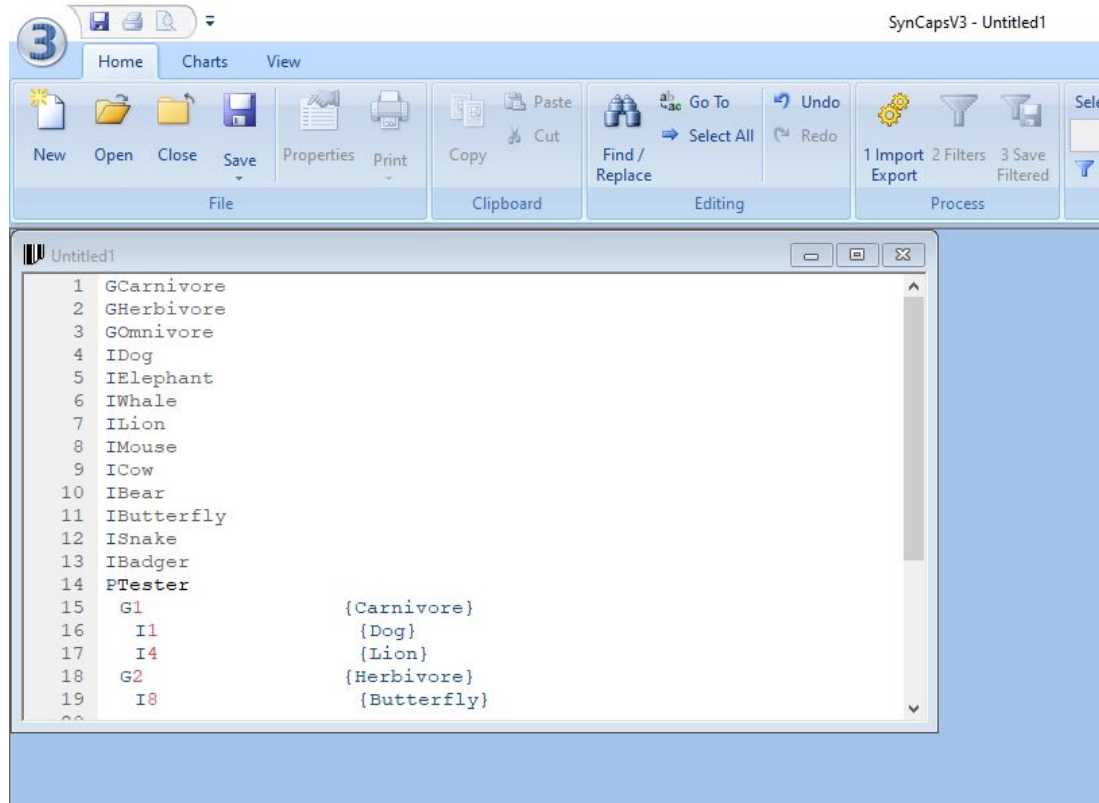 3
SynCapsV3 - Untitled1
Home Charts View
New Open Close Save Properties Print Copy Paste Cut Find / Replace Go To Select All Undo Redo 1 Import Export 2 Filters 3 Save Filtered Sele
File Clipboard Editing Process
Untitled1
1 GCarnivore
2 GHerbivore
3 GOmnivore
4 IDog
5 IElephant
6 IWhale
7 ILion
8 IMouse
9 ICow
10 IBear
11 IButterfly
12 ISnake
13 IBadger
14 PTester
15 G1 {Carnivore}
16 I1 {Dog}
17 I4 {Lion}
18 G2 {Herbivore}
19 I8 {Butterfly}